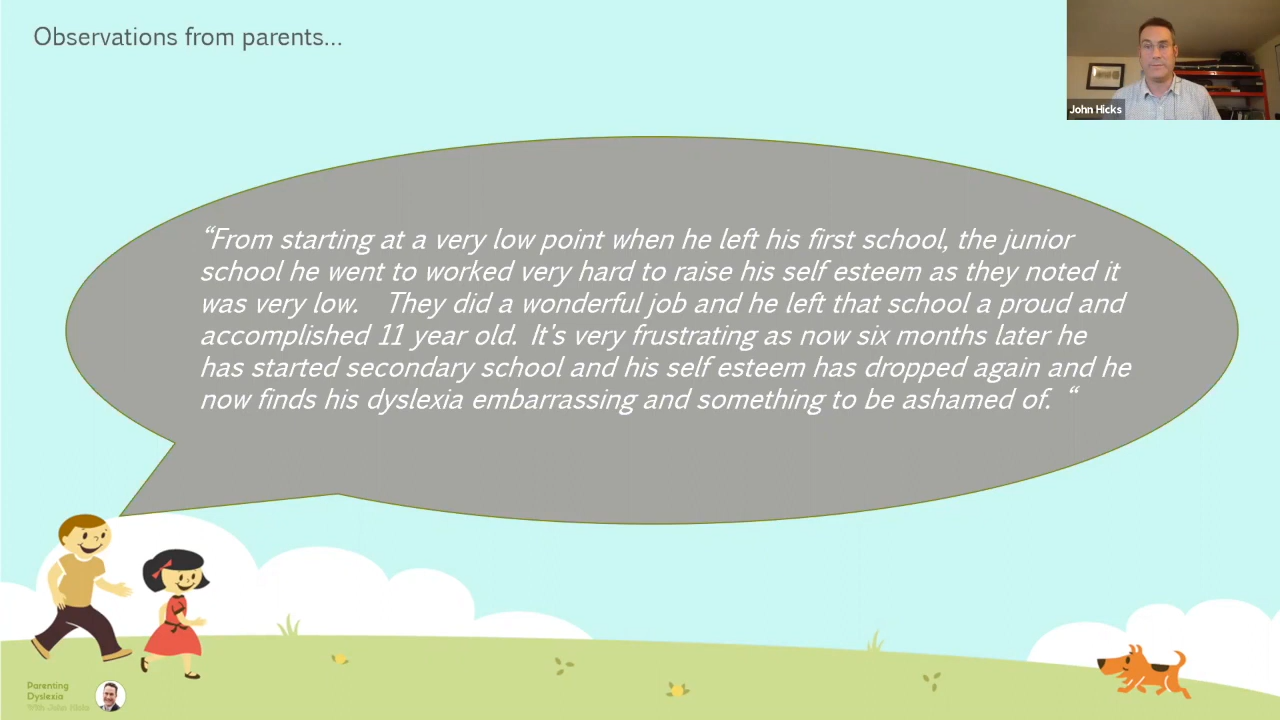 Observations from parents...
John Hicks
“From starting at a very low point when he left his first school, the junior
school he went to worked very hard to raise his self esteem as they noted it
was very low.   They did a wonderful job and he left that school a proud and
accomplished 11 year old.  It's very frustrating as now six months later he
has started secondary school and his self esteem has dropped again and he
now finds his dyslexia embarrassing and something to be ashamed of.  “
Parenting
Dyslexia
With John Hicks